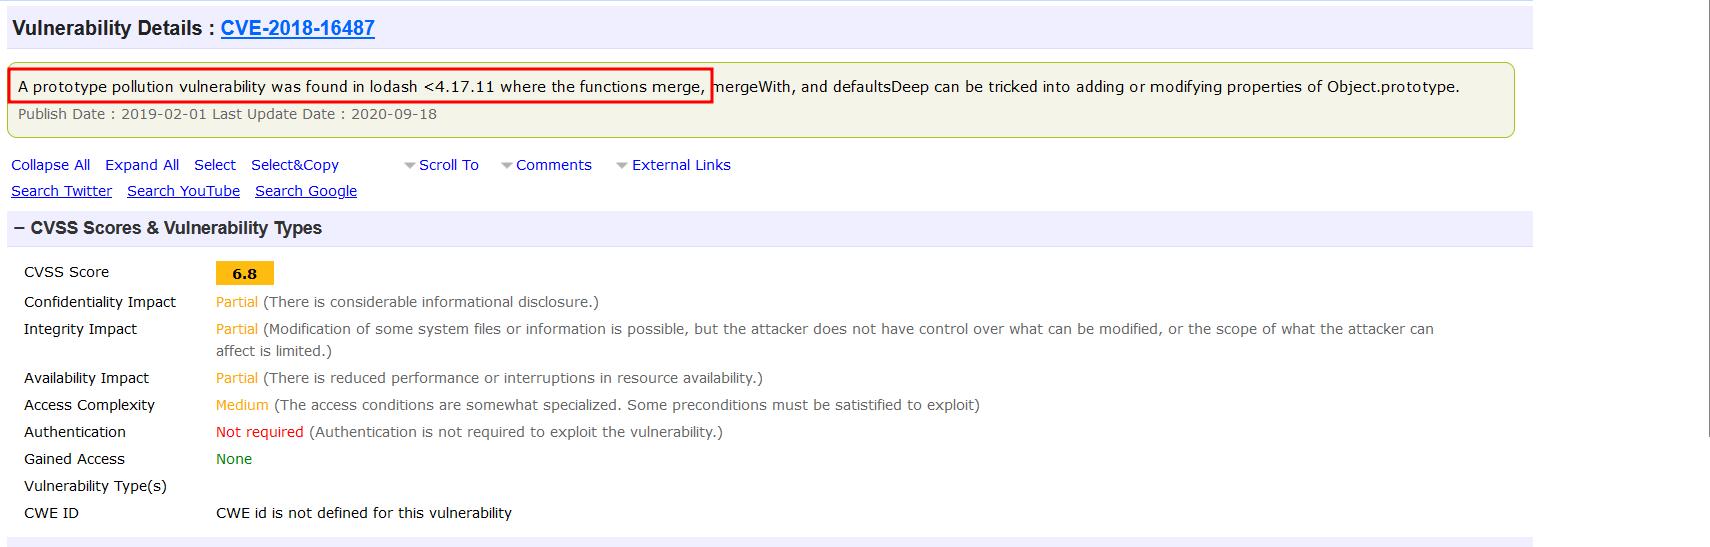 Vulnerability Details : CVE-2018-16487
A prototype pollution vulnerability was found in lodash <4.17.11 where the functions merge, mergeWith, and defaultsDeep can be tricked into adding or modifying properties of Object.prototype.
Publish Date : 2019-02-01 Last Update Date : 2020-09-18
Collapse All Expand All Select Select&Copy Scroll To Comments External Links
Search Twitter Search YouTube Search Google
– CVSS Scores & Vulnerability Types
CVSS Score 6.8
Confidentiality Impact Partial (There is considerable informational disclosure.)
Integrity Impact Partial (Modification of some system files or information is possible, but the attacker does not have control over what can be modified, or the scope of what the attacker can
affect is limited.)
Availability Impact Partial (There is reduced performance or interruptions in resource availability.)
Access Complexity Medium (The access conditions are somewhat specialized. Some preconditions must be satistified to exploit)
Authentication Not required (Authentication is not required to exploit the vulnerability.)
Gained Access None
Vulnerability Type(s)
CWE ID CWE id is not defined for this vulnerability